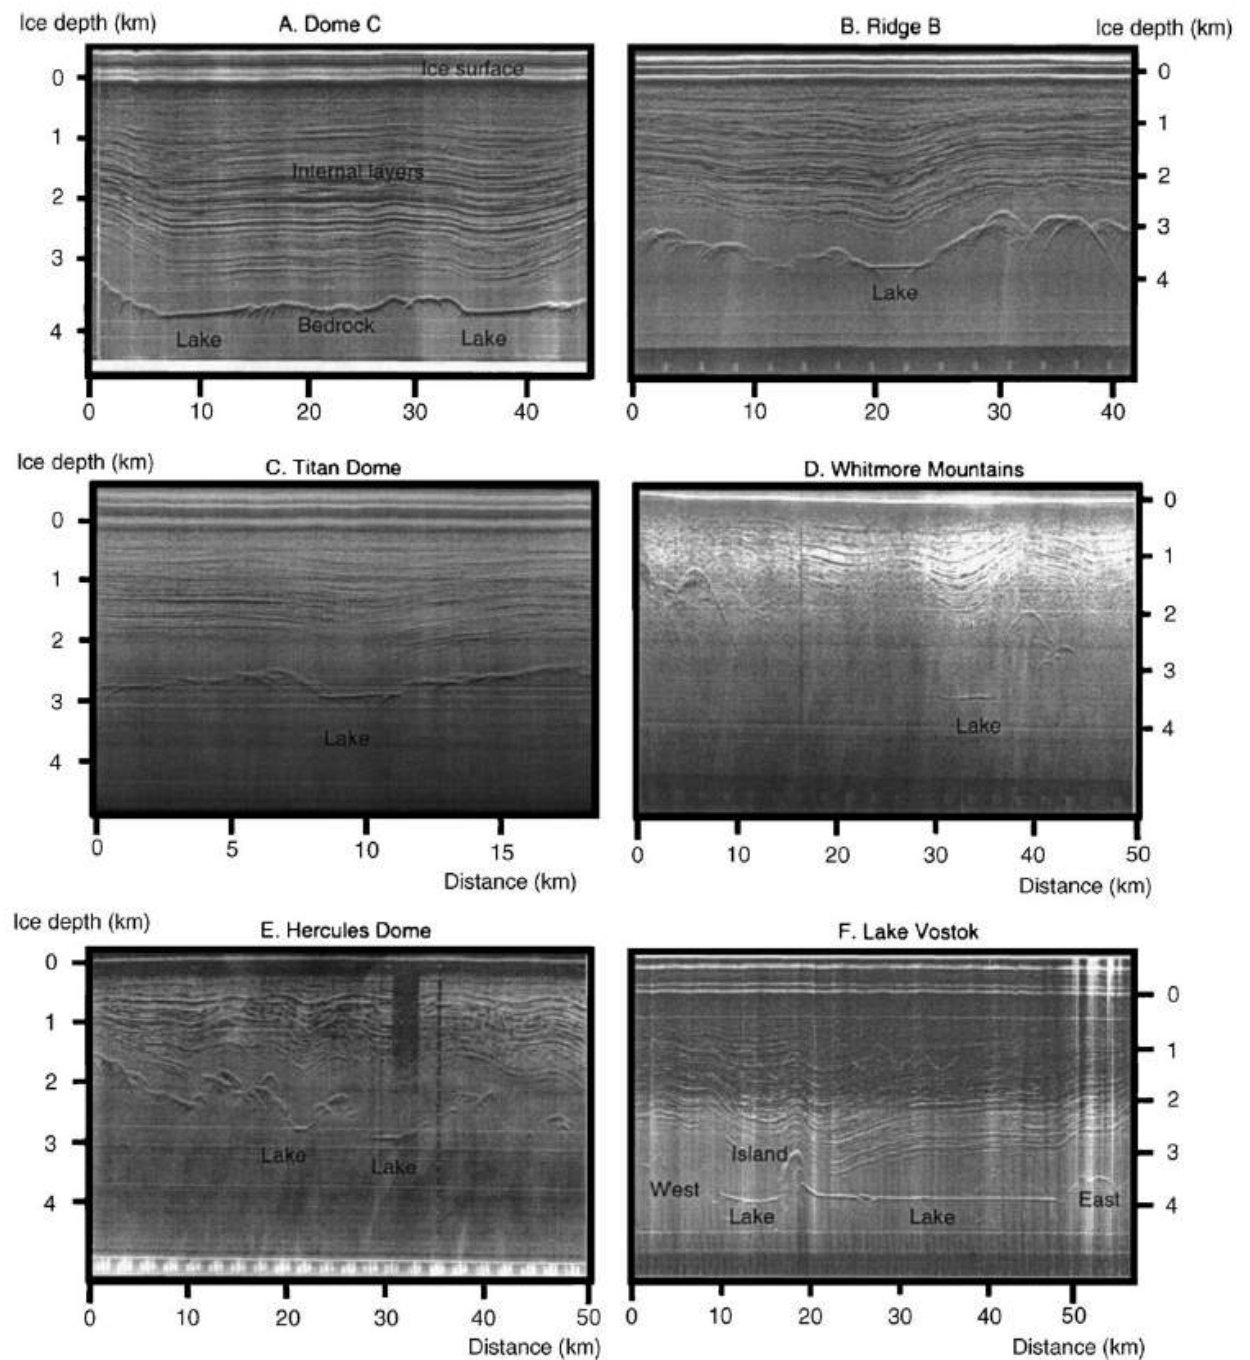 Ice depth (km)
A. Dome C
Ice surface
Internal layers
Lake
Bedrock
Lake
0
1
2
3
4
0
10
20
30
40
B. Ridge B
Ice depth (km)
Lake
0
1
2
3
4
0
10
20
30
40
Ice depth (km)
C. Titan Dome
Lake
0
1
2
3
4
0
5
10
15
Distance (km)
D. Whitmore Mountains
Lake
0
1
2
3
4
0
10
20
30
40
50
Distance (km)
Ice depth (km)
E. Hercules Dome
Lake
Lake
0
1
2
3
4
0
10
20
30
40
50
Distance (km)
F. Lake Vostok
Island
West
Lake
Lake
East
0
1
2
3
4
0
10
20
30
40
50
Distance (km)